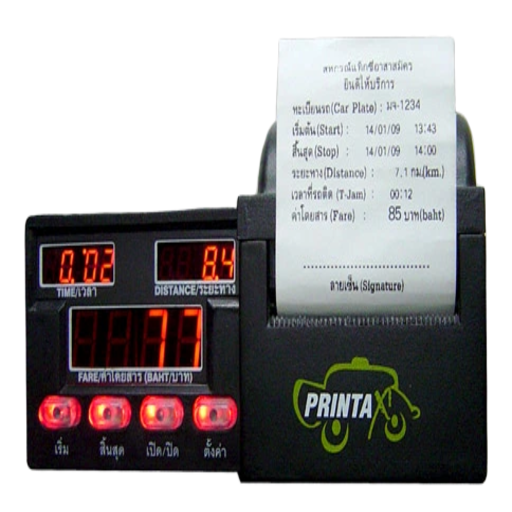 สหกรณ์แท็กซี่อาสาสมัคร
ยินดีให้บริการ
ทะเบียนรถ(Car Plate) : มจ-1234
เริ่มต้น(Start) : 14/01/09 13:43
สิ้นสุด(Stop) : 14/01/09 14:00
ระยะทาง(Distance) : 7.1 กม(km.)
เวลาที่รถติด (T-Jam) : 00:12
ค่าโดยสาร (Fare) : 85 บาท(baht)
ลายเซ็น (Signature)
0.'02 8.4
TIME/เวลา DISTANCE/ระยะทาง
77
FARE/ค่าโดยสาร (BAHT/บาท)
เริ่ม สิ้นสุด เปิด/ปิด ตั้งค่า
PRINTAX!